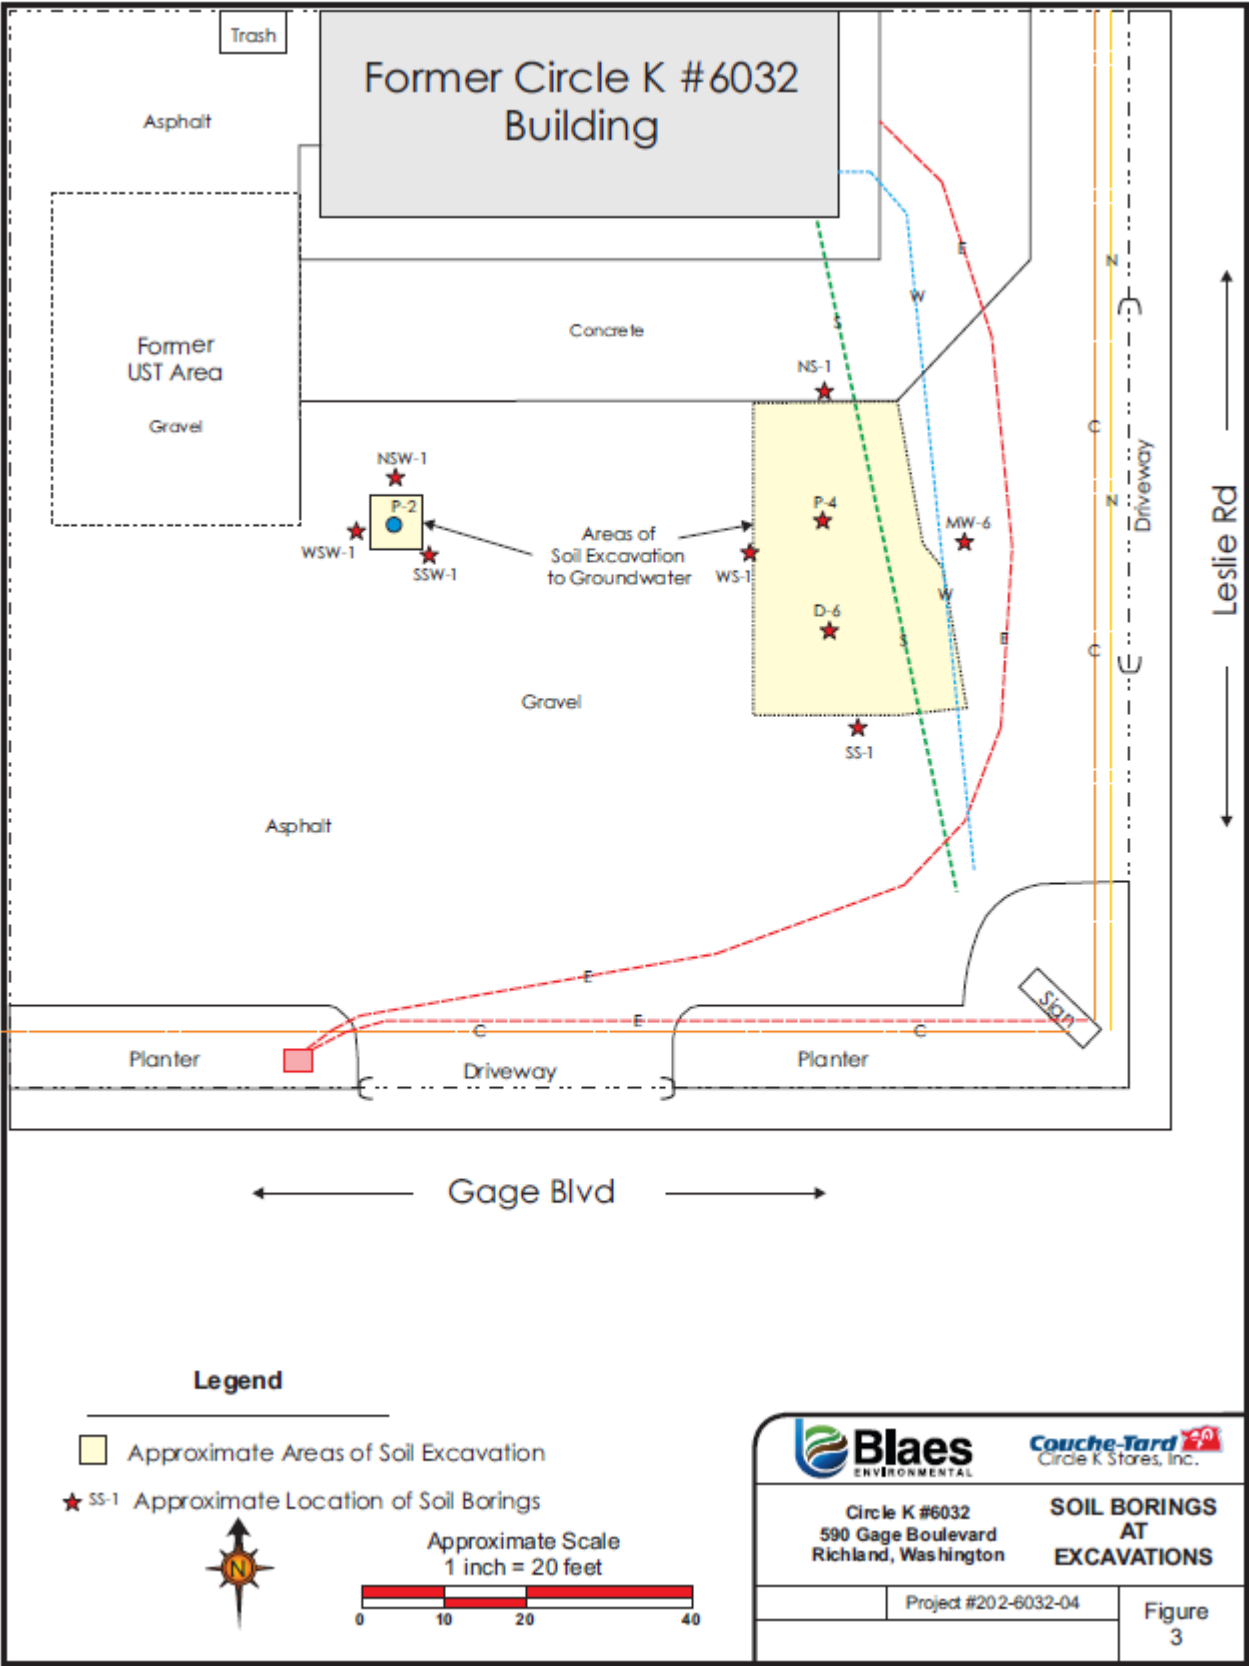 Trash
Former Circle K #6032
Building
Asphalt
E
N
W
S
Former
UST Area
Concrete
NS-1
Gravel
C
Driveway
NSW-1
P-2
P-4
N
MW-6
WSW-1
SSW-1
Areas of
Soil Excavation
to Groundwater
WS-1
Leslie Rd
W
D-6
S
E
C
Gravel
SS-1
Asphalt
E
Sign
E
C
C
Planter
Driveway
Planter
Gage Blvd
Legend
Approximate Areas of Soil Excavation
SS-1 Approximate Location of Soil Borings
N
Approximate Scale
1 inch = 20 feet
0 10 20 40
Blaes
ENVIRONMENTAL
Couche-Tard
Circle K Stores, Inc.
Circle K #6032
590 Gage Boulevard
Richland, Washington
SOIL BORINGS
AT
EXCAVATIONS
Project #202-6032-04
Figure
3